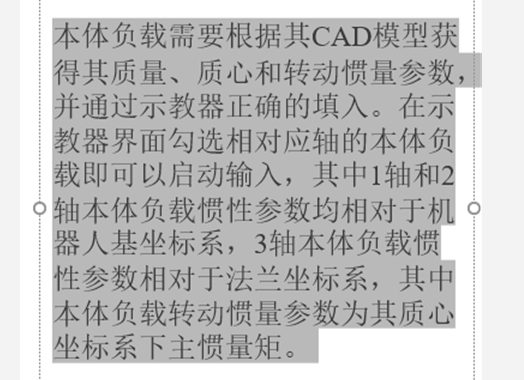 本体负载需要根据其CAD模型获
得其质量、质心和转动惯量参数，
并通过示教器正确的填入。在示
教器界面勾选相对应轴的本体负
载即可以启动输入，其中1轴和2
轴本体负载惯性参数均相对于机
器人基坐标系，3轴本体负载惯
性参数相对于法兰坐标系，其中
本体负载转动惯量参数为其质心
坐标系下主惯量矩。